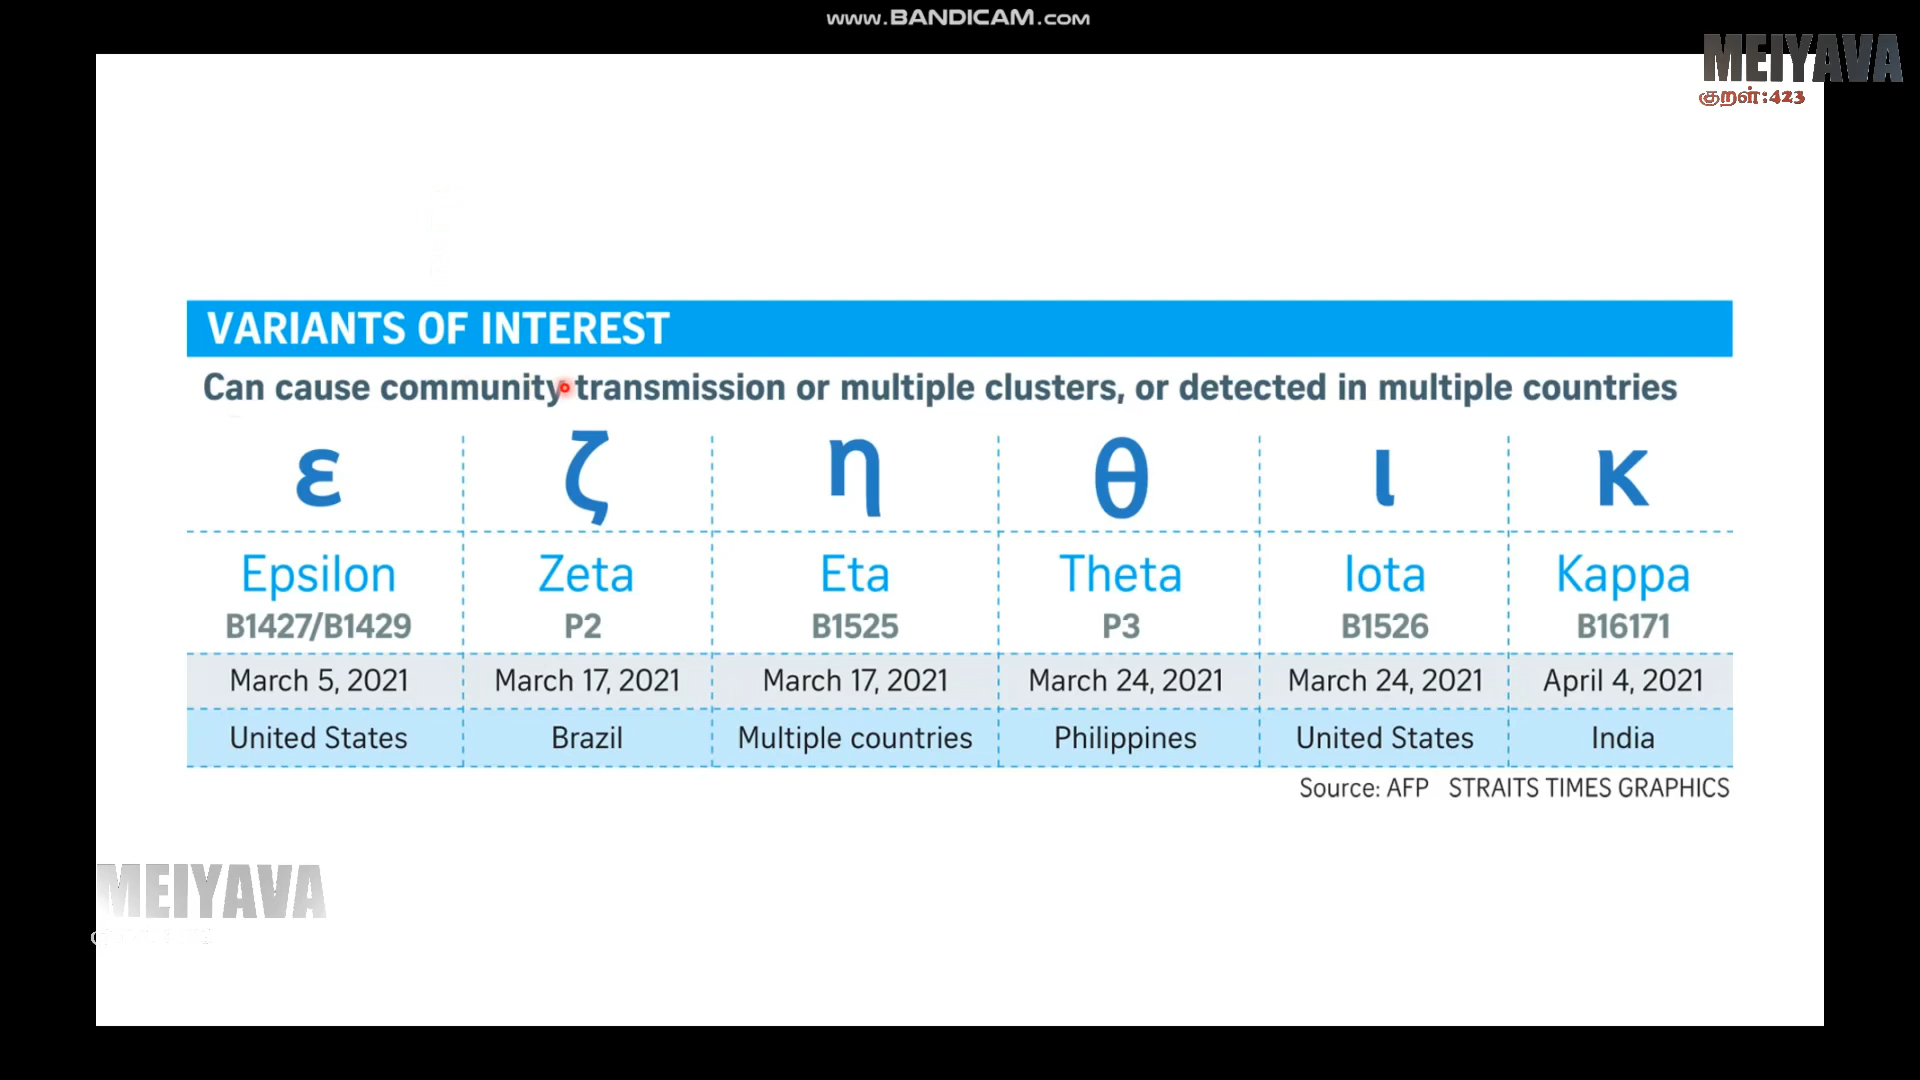 www.BANDICAM.com
MEIYAVA
குறள்:423
VARIANTS OF INTEREST
Can cause community transmission or multiple clusters, or detected in multiple countries
ε ζ η θ ι κ
Epsilon Zeta Eta Theta Iota Kappa
B1427/B1429 P2 B1525 P3 B1526 B16171
March 5, 2021 March 17, 2021 March 17, 2021 March 24, 2021 March 24, 2021 April 4, 2021
United States Brazil Multiple countries Philippines United States India
Source: AFP STRAITS TIMES GRAPHICS
MEIYAVA